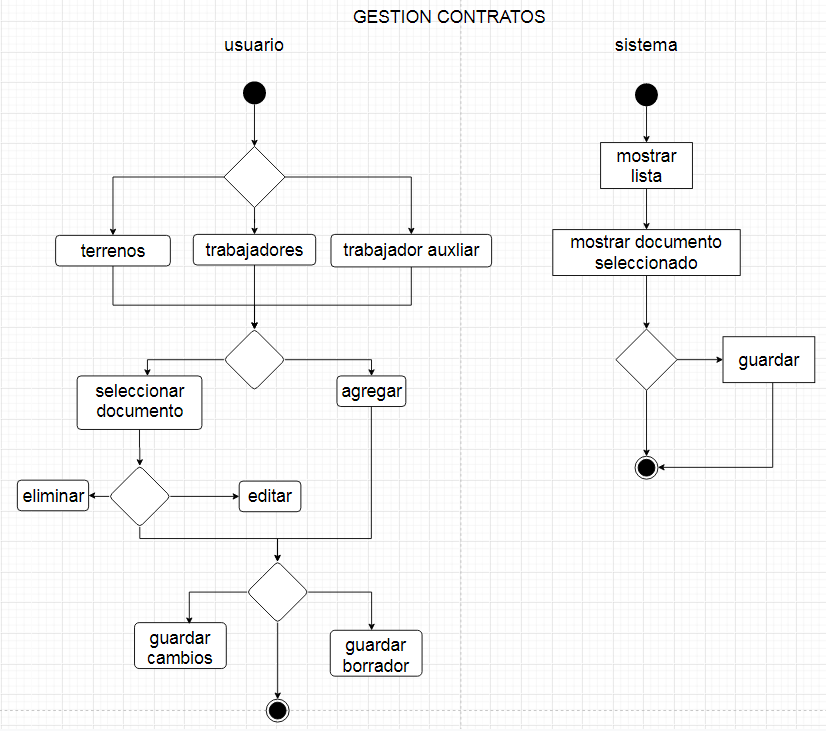 GESTION CONTRATOS
usuario
sistema
mostrar
lista
terrenos
trabajadores
trabajador auxliar
mostrar documento
seleccionado
guardar
seleccionar
documento
agregar
eliminar
editar
guardar
cambios
guardar
borrador